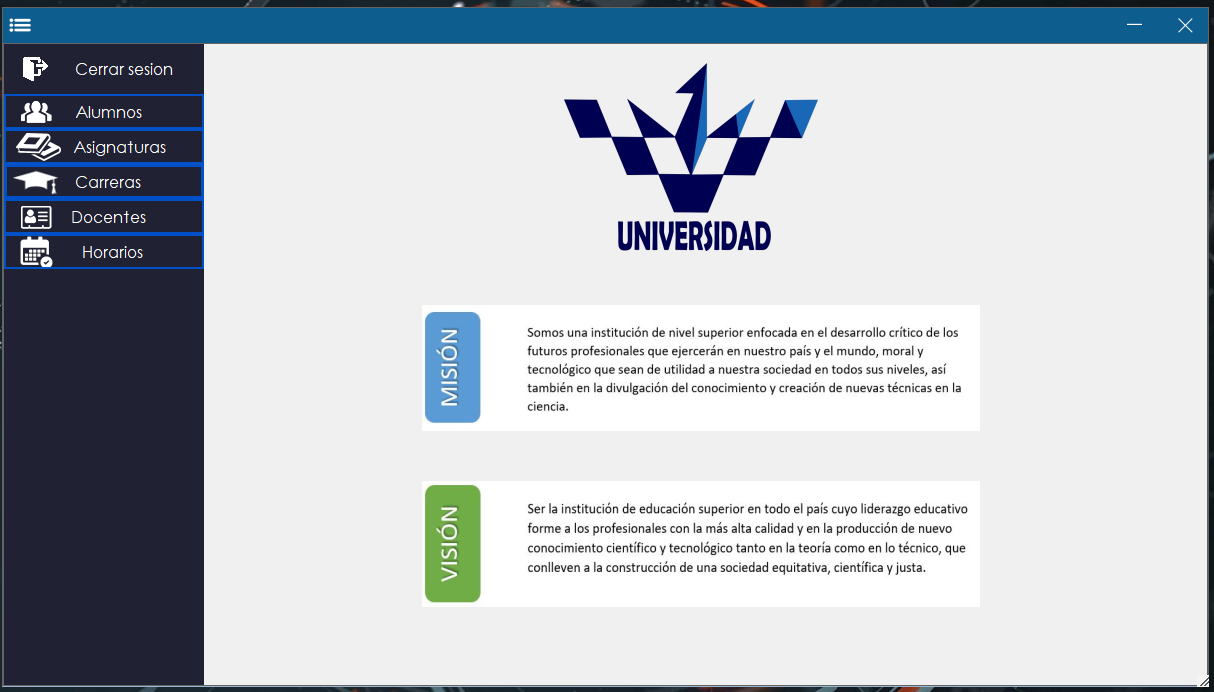 Cerrar sesion
Alumnos
Asignaturas
Carreras
Docentes
Horarios
UNIVERSIDAD
MISIÓN
Somos una institución de nivel superior enfocada en el desarrollo crítico de los
futuros profesionales que ejercerán en nuestro país y el mundo, moral y
tecnológico que sean de utilidad a nuestra sociedad en todos sus niveles, así
también en la divulgación del conocimiento y creación de nuevas técnicas en la
ciencia.
VISIÓN
Ser la institución de educación superior en todo el país cuyo liderazgo educativo
forme a los profesionales con la más alta calidad y en la producción de nuevo
conocimiento científico y tecnológico tanto en la teoría como en lo técnico, que
conlleven a la construcción de una sociedad equitativa, científica y justa.